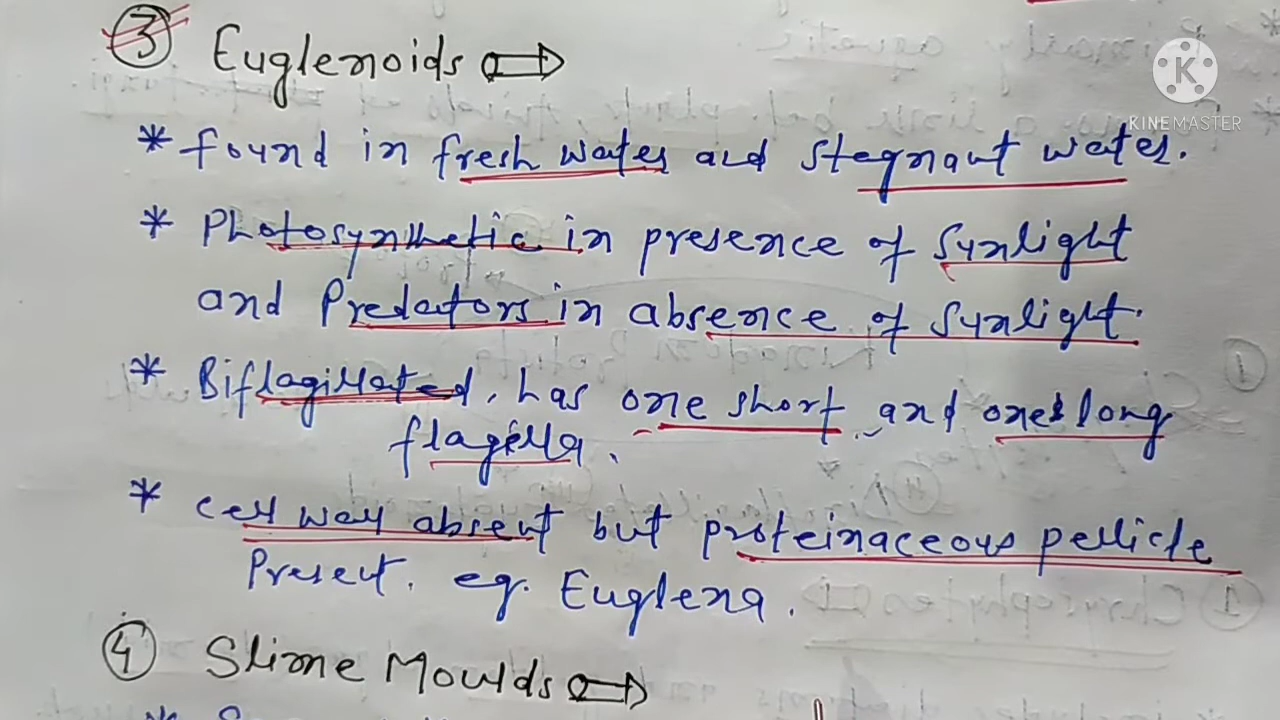 ③ Euglenoids
K
KINEMASTER
* found in fresh water and stegnant water.
* Photosynthetic in presence of Sunlight
and Predators in absence of Sunlight.
* Biflagillated, has one short and one long
flagella.
* Cell wall absent but proteinaceous pellicle
Present. eg. Euglena.
④ Slime Moulds